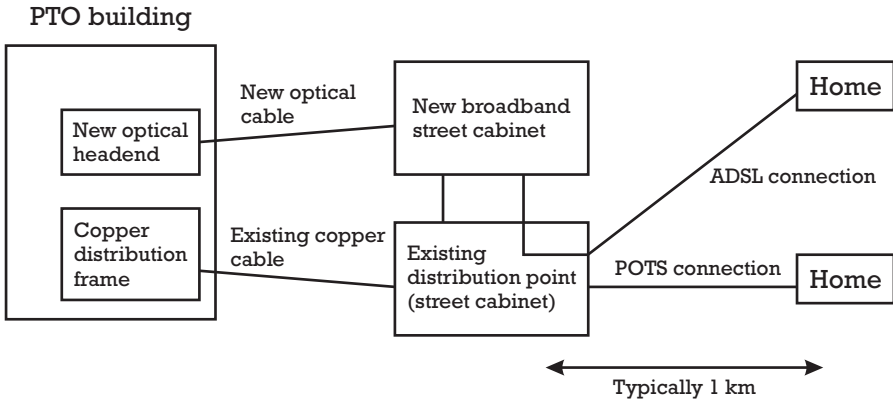 PTO building
New optical
cable
New optical
headend
New broadband
street cabinet
Home
ADSL connection
Copper
distribution
frame
Existing copper
cable
Existing
distribution point
(street cabinet)
POTS connection
Home
Typically 1 km